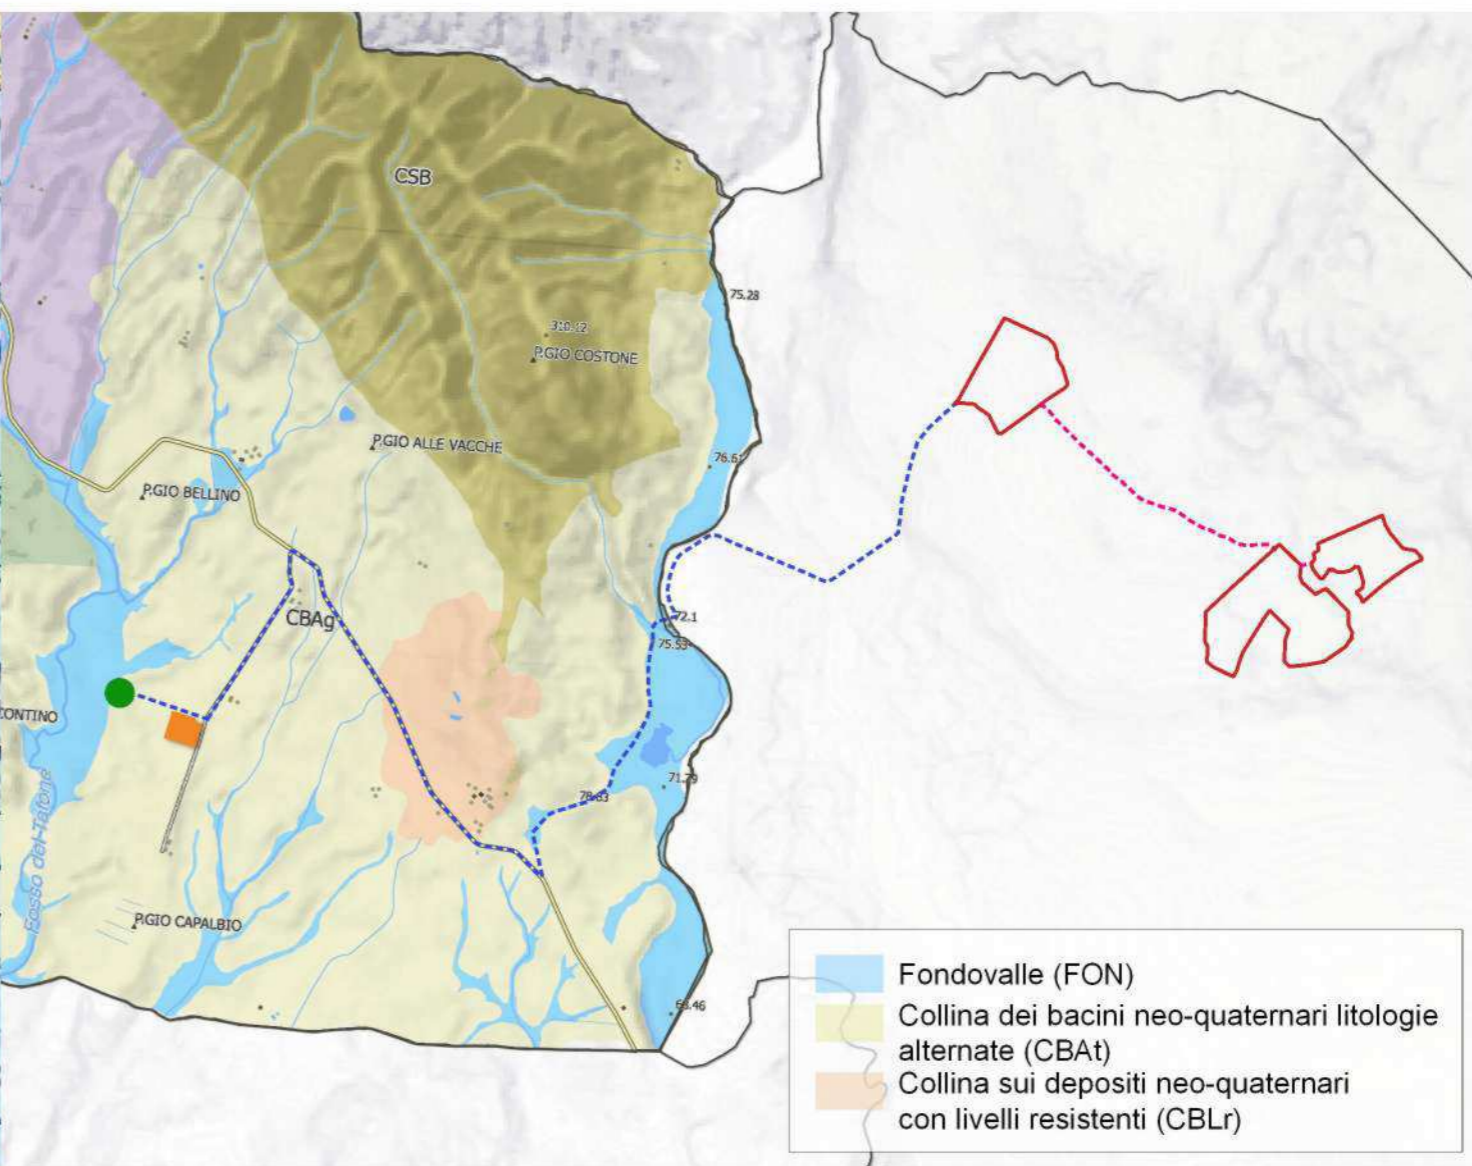 CSB
75.28
310.12
P.GIO COSTONE
P.GIO ALLE VACCHE
76.61
P.GIO BELLINO
CBAg
72.1
75.53
CONTINO
71.79
78.63
Fosso del Tafone
P.GIO CAPALBIO
68.46
Fondovalle (FON)
Collina dei bacini neo-quaternari litologie
alternate (CBAt)
Collina sui depositi neo-quaternari
con livelli resistenti (CBLr)